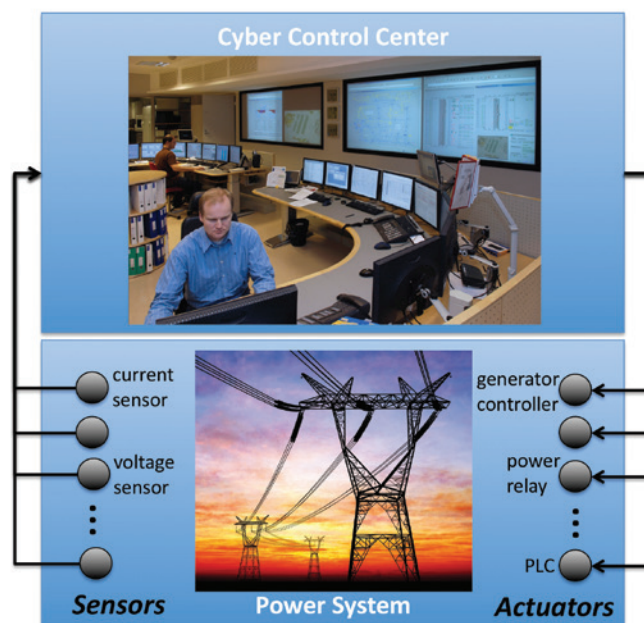 Cyber Control Center
current
sensor
voltage
sensor
Sensors
Power System
generator
controller
power
relay
PLC
Actuators